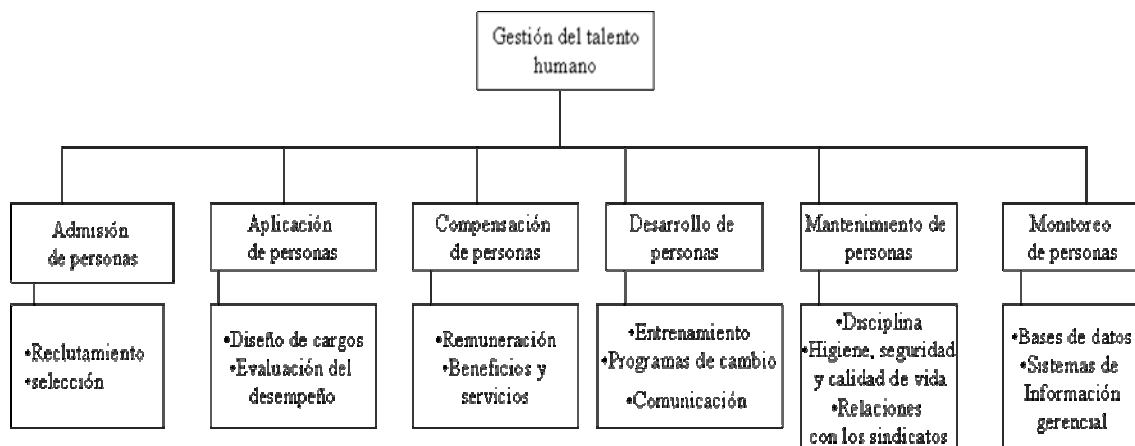 Gestión del talento
humano
Admisión
de personas
Aplicación
de personas
Compensación
de personas
Desarrollo de
personas
Mantenimiento de
personas
Monitoreo
de personas
•Reclutamiento
•selección
•Diseño de cargos
•Evaluación del
desempeño
•Remuneración
•Beneficios y
servicios
•Entrenamiento
•Programas de cambio
•Comunicación
•Disciplina
•Higiene, seguridad
y calidad de vida
•Relaciones
con los sindicatos
•Bases de datos
•Sistemas de
Información
gerencial